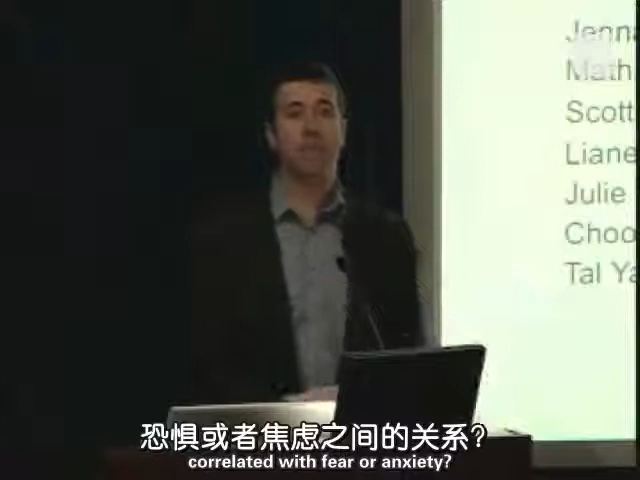 Jenna
Math
Scott
Liane
Julie
Choo
Tal Ya
恐惧或者焦虑之间的关系?
correlated with fear or anxiety?